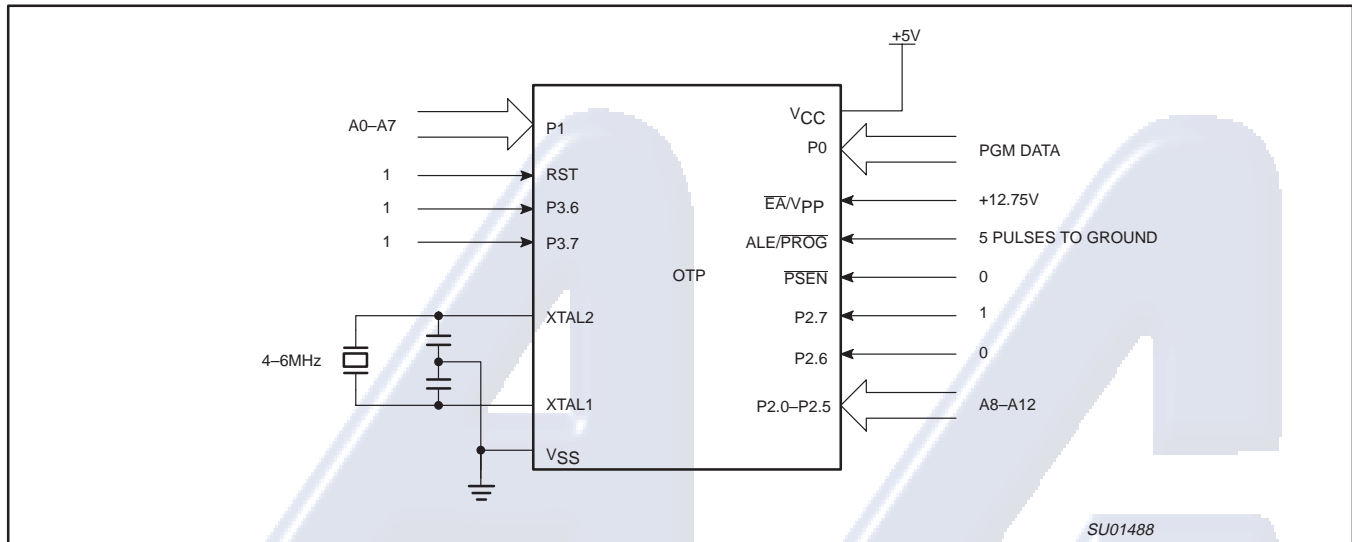 +5V
A0–A7
P1
VCC
P0
PGM DATA
1
RST
EA/VPP
+12.75V
1
P3.6
ALE/PROG
5 PULSES TO GROUND
1
P3.7
OTP
PSEN
0
XTAL2
P2.7
1
4–6MHz
P2.6
0
XTAL1
P2.0–P2.5
A8–A12
VSS
SU01488